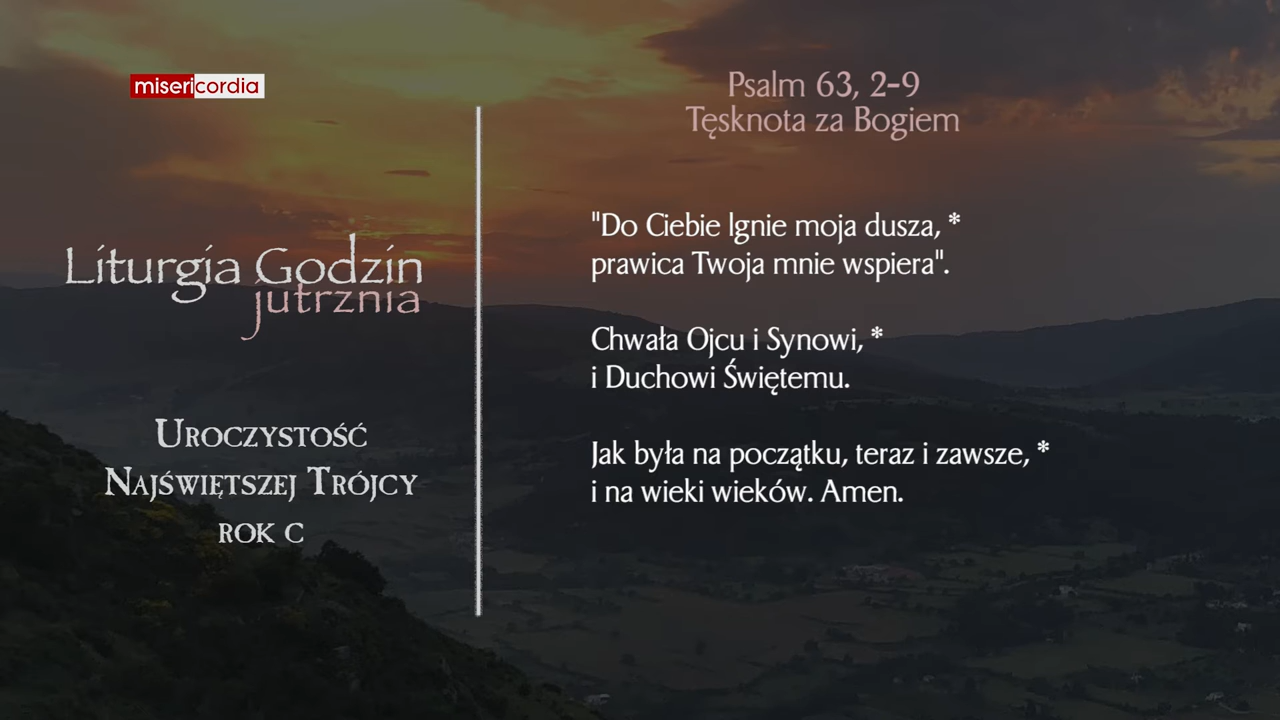 misericordia
Liturgia Godzin
jutrznia
Uroczystość
Najświętszej Trójcy
rok C
Psalm 63, 2-9
Tęsknota za Bogiem
"Do Ciebie lgnie moja dusza, *
prawica Twoja mnie wspiera".
Chwała Ojcu i Synowi, *
i Duchowi Świętemu.
Jak była na początku, teraz i zawsze, *
i na wieki wieków. Amen.